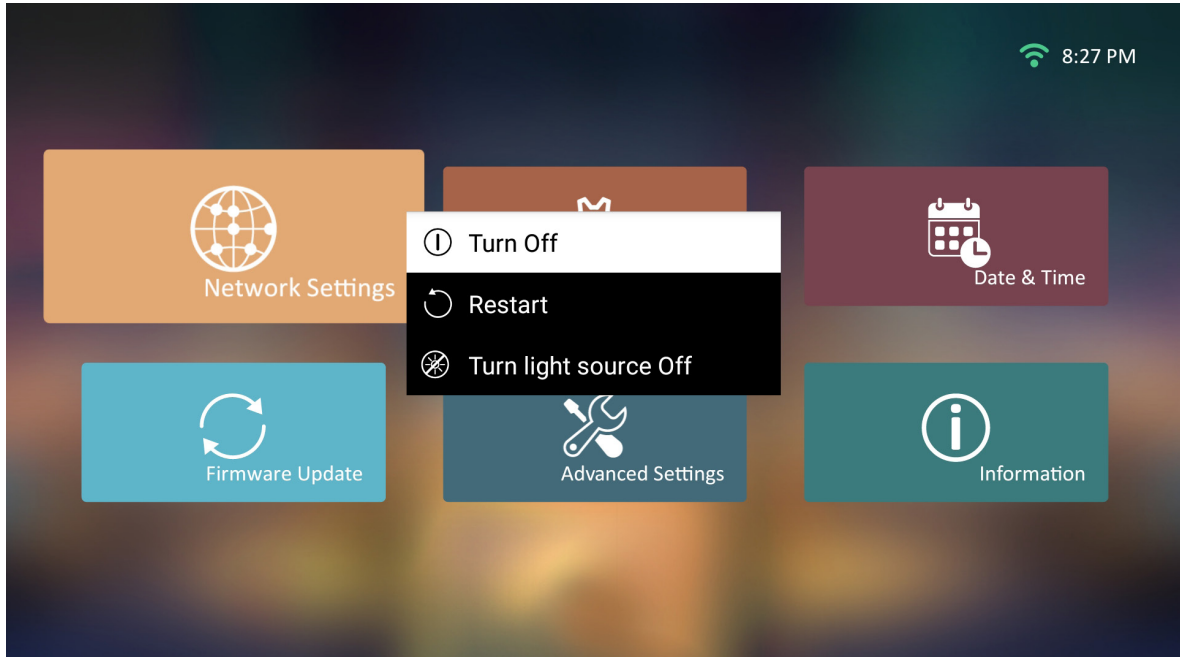 8:27 PM
Network Settings
Turn Off
Restart
Turn light source Off
Date & Time
Firmware Update
Advanced Settings
Information